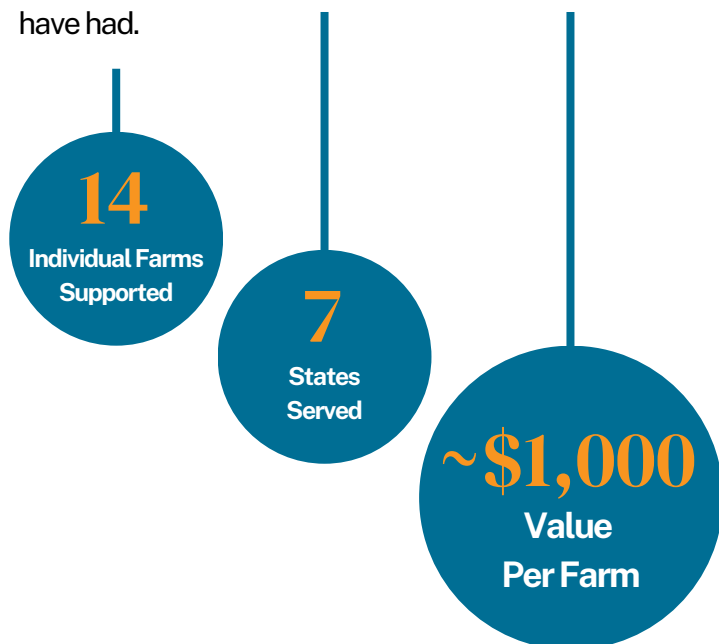 have had.
14
Individual Farms
Supported
7
States
Served
~$1,000
Value
Per Farm